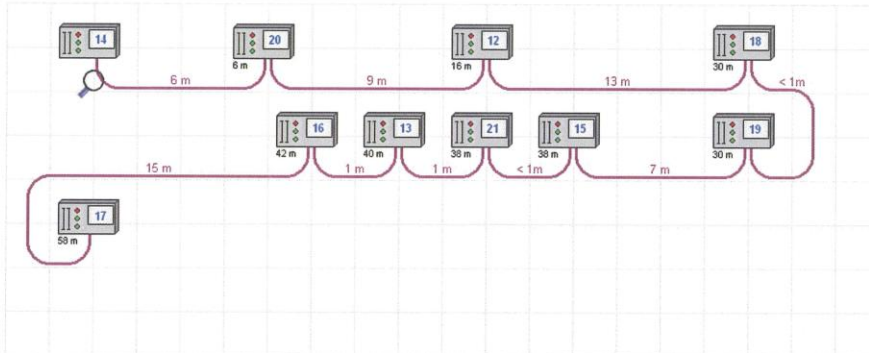 14 20 12 18
6 m 16 m 30 m
6 m 9 m 13 m < 1m
16 13 21 15 19
42 m 40 m 38 m 38 m 30 m
15 m 1 m 1 m < 1m 7 m
17
58 m